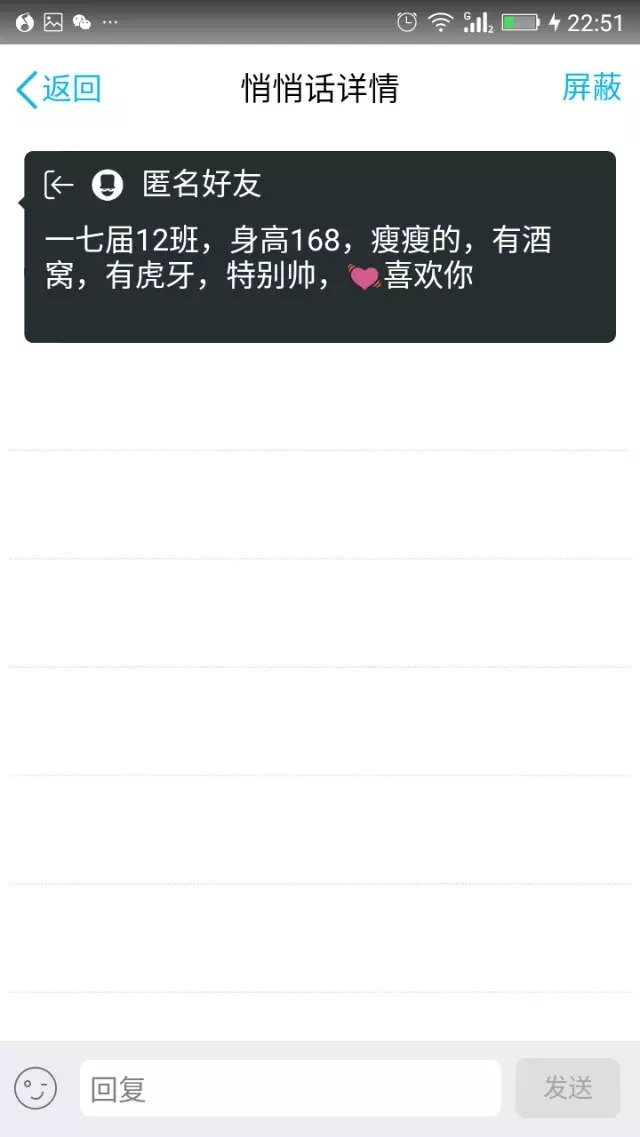 22:51
返回
悄悄话详情
屏蔽
匿名好友
一七届12班，身高168，瘦瘦的，有酒
窝，有虎牙，特别帅，💓喜欢你
回复
发送